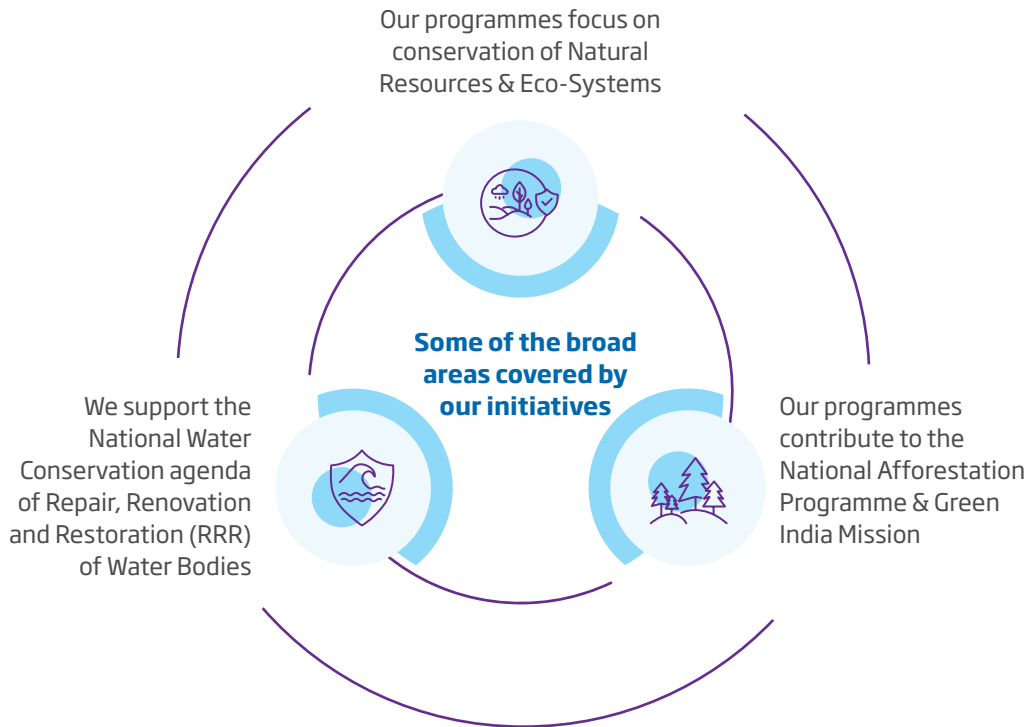 Our programmes focus on
conservation of Natural
Resources & Eco-Systems
Some of the broad
areas covered by
our initiatives
We support the
National Water
Conservation agenda
of Repair, Renovation
and Restoration (RRR)
of Water Bodies
Our programmes
contribute to the
National Afforestation
Programme & Green
India Mission